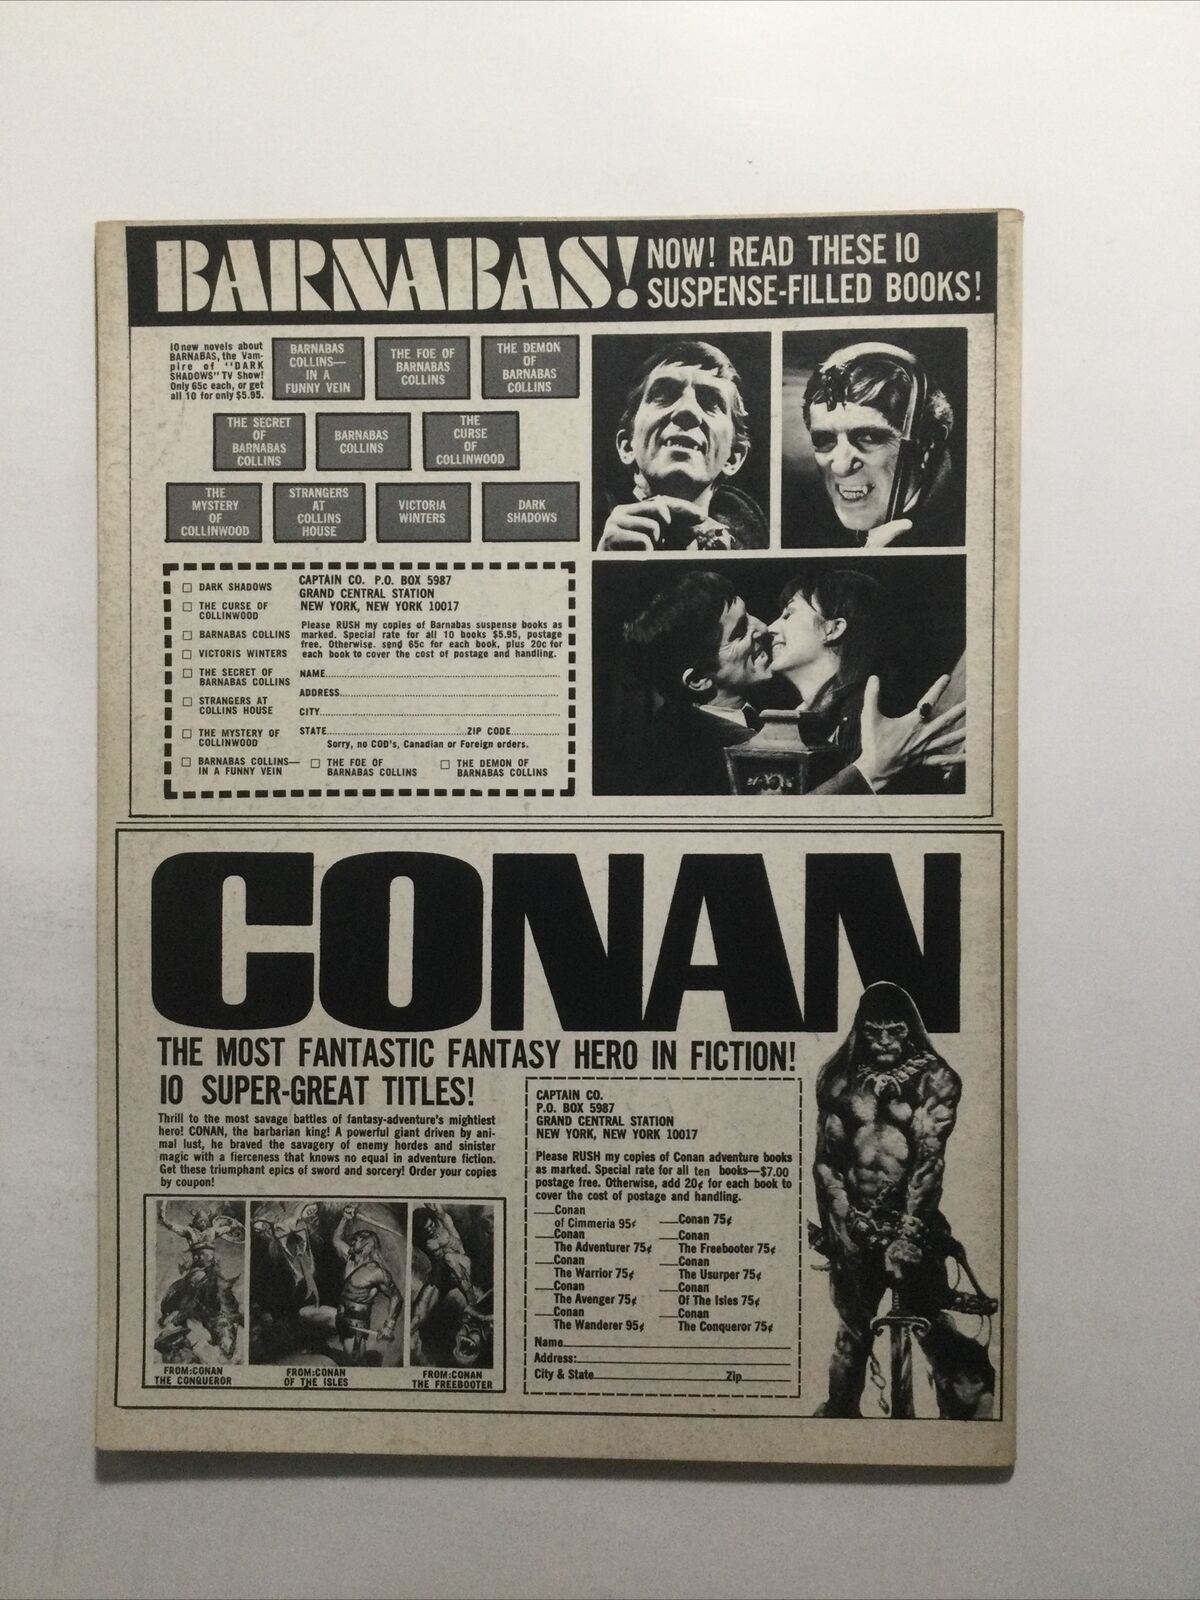 BARNABAS!
NOW! READ THESE 10
SUSPENSE-FILLED BOOKS!
10 new novels about
BARNABAS, the Vam-
pire of "DARK
SHADOWS" TV Show!
Only 65c each, or get
all 10 for only $5.95.
BARNABAS
COLLINS—
IN A
FUNNY VEIN
THE FOE OF
BARNABAS
COLLINS
THE DEMON
OF
BARNABAS
COLLINS
THE SECRET
OF
BARNABAS
COLLINS
BARNABAS
COLLINS
THE
CURSE
OF
COLLINWOOD
THE
MYSTERY
OF
COLLINWOOD
STRANGERS
AT
COLLINS
HOUSE
VICTORIA
WINTERS
DARK
SHADOWS
DARK SHADOWS
THE CURSE OF
COLLINWOOD
BARNABAS COLLINS
VICTORIS WINTERS
THE SECRET OF
BARNABAS COLLINS
STRANGERS AT
COLLINS HOUSE
THE MYSTERY OF
COLLINWOOD
BARNABAS COLLINS—
IN A FUNNY VEIN
THE FOE OF
BARNABAS COLLINS
THE DEMON OF
BARNABAS COLLINS
CAPTAIN CO. P.O. BOX 5987
GRAND CENTRAL STATION
NEW YORK, NEW YORK 10017
Please RUSH my copies of Barnabas suspense books as
marked. Special rate for all 10 books $5.95, postage
free. Otherwise. send 65c for each book, plus 20c for
each book to cover the cost of postage and handling.
NAME
ADDRESS
CITY
STATE ZIP CODE
Sorry, no COD's, Canadian or Foreign orders.
CONAN
THE MOST FANTASTIC FANTASY HERO IN FICTION!
10 SUPER-GREAT TITLES!
Thrill to the most savage battles of fantasy-adventure's mightiest
hero! CONAN, the barbarian king! A powerful giant driven by ani-
mal lust, he braved the savagery of enemy hordes and sinister
magic with a fierceness that knows no equal in adventure fiction.
Get these triumphant epics of sword and sorcery! Order your copies
by coupon!
FROM:CONAN
THE CONQUEROR
FROM:CONAN
OF THE ISLES
FROM:CONAN
THE FREEBOOTER
CAPTAIN CO.
P.O. BOX 5987
GRAND CENTRAL STATION
NEW YORK, NEW YORK 10017
Please RUSH my copies of Conan adventure books
as marked. Special rate for all ten books—$7.00
postage free. Otherwise, add 20¢ for each book to
cover the cost of postage and handling.
Conan
of Cimmeria 95¢
Conan
The Adventurer 75¢
Conan
The Warrior 75¢
Conan
The Avenger 75¢
Conan
The Wanderer 95¢
Conan 75¢
Conan
The Freebooter 75¢
Conan
The Usurper 75¢
Conan
Of The Isles 75¢
Conan
The Conqueror 75¢
Name
Address:
City & State Zip